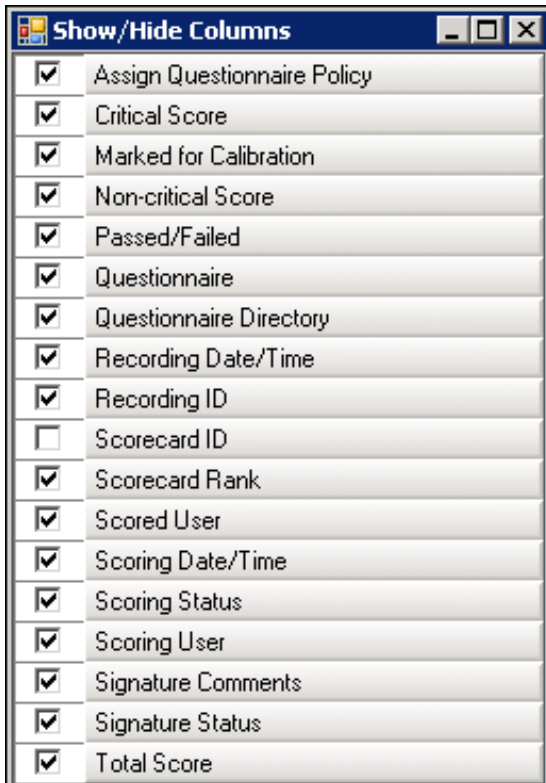 Show/Hide Columns
Assign Questionnaire Policy
Critical Score
Marked for Calibration
Non-critical Score
Passed/Failed
Questionnaire
Questionnaire Directory
Recording Date/Time
Recording ID
Scorecard ID
Scorecard Rank
Scored User
Scoring Date/Time
Scoring Status
Scoring User
Signature Comments
Signature Status
Total Score